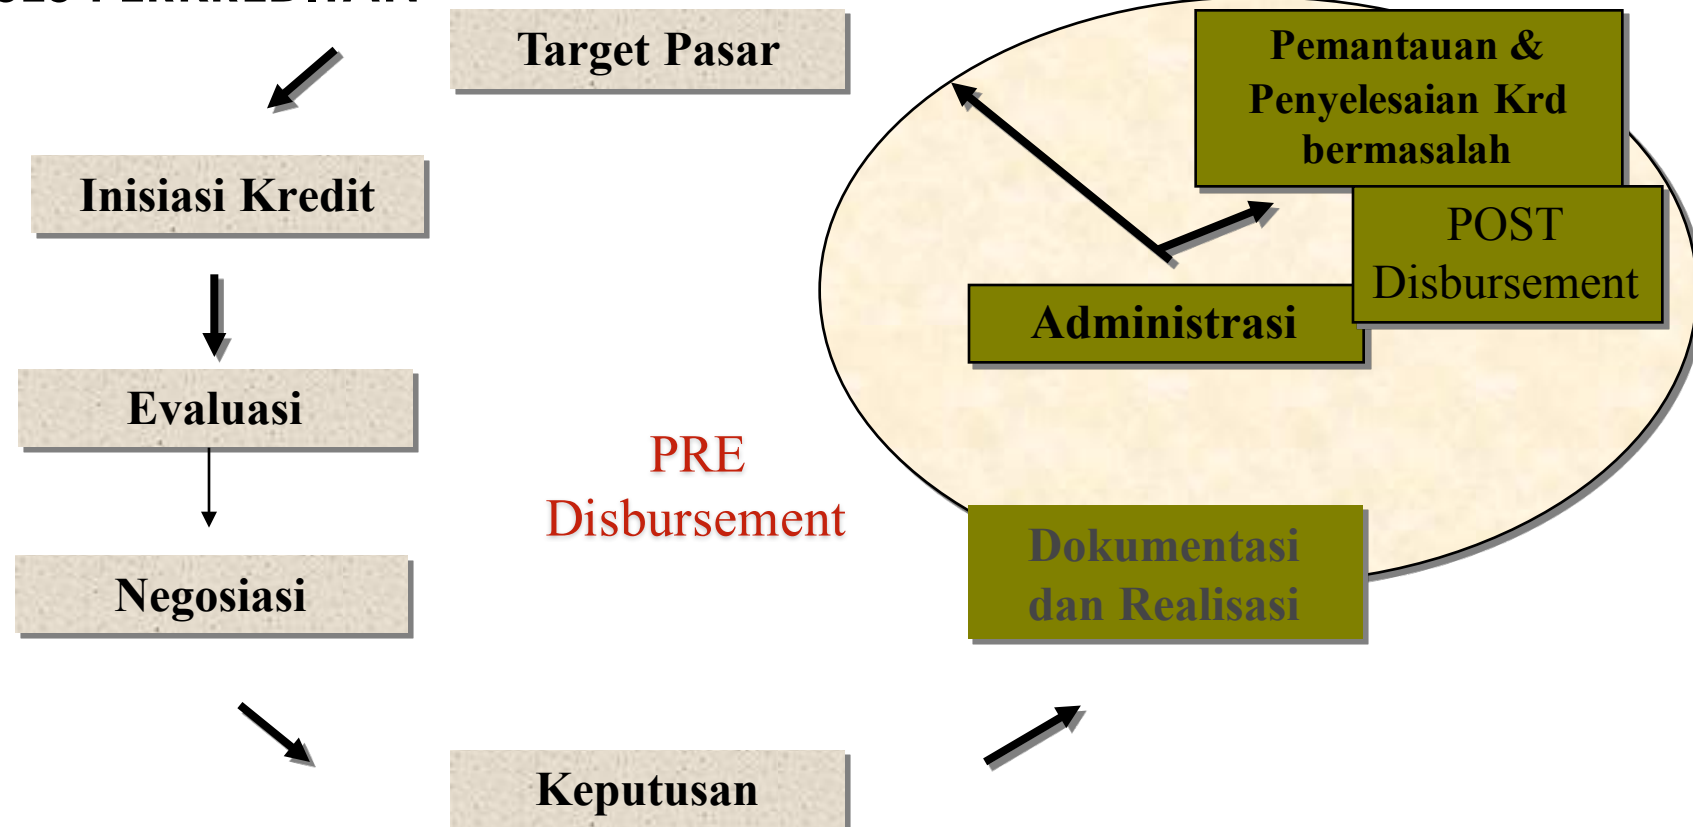 Target Pasar
Inisiasi Kredit
Evaluasi
Negosiasi
Keputusan
PRE
Disbursement
Dokumentasi
dan Realisasi
Administrasi
POST
Disbursement
Pemantauan &
Penyelesaian Krd
bermasalah